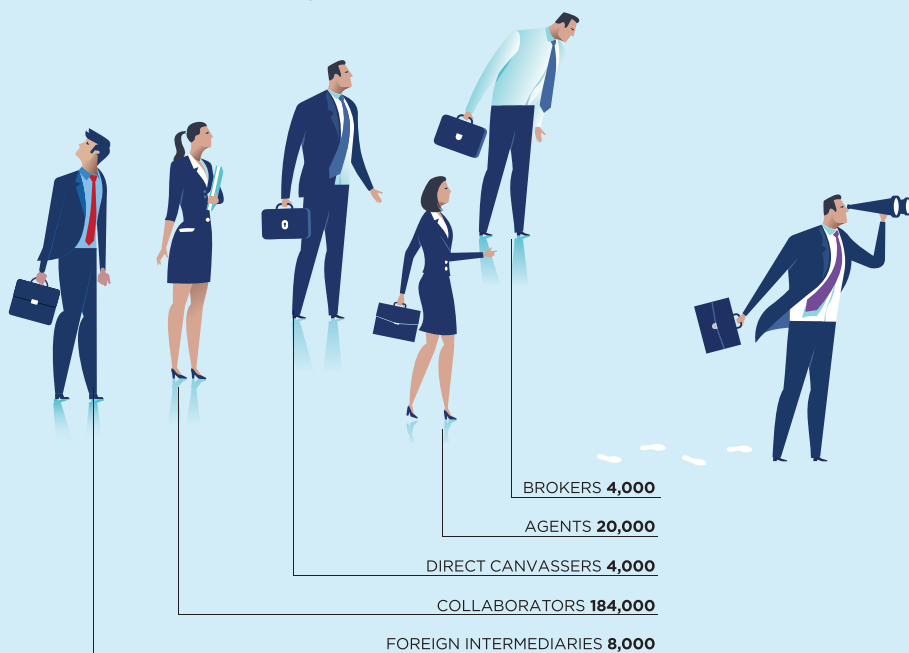 BROKERS 4,000
AGENTS 20,000
DIRECT CANVASSERS 4,000
COLLABORATORS 184,000
FOREIGN INTERMEDIARIES 8,000